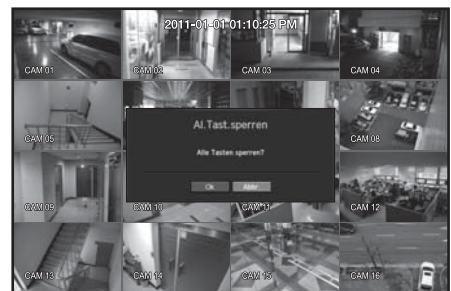 2011-01-01 01:10:25 PM
CAM 01
CAM 02
CAM 03
CAM 04
CAM 05
CAM 08
Al.Tast.sperren
Alle Tasten sperren?
Ok
Abbr.
CAM 09
CAM 10
CAM 11
CAM 12
CAM 13
CAM 14
CAM 15
CAM 16